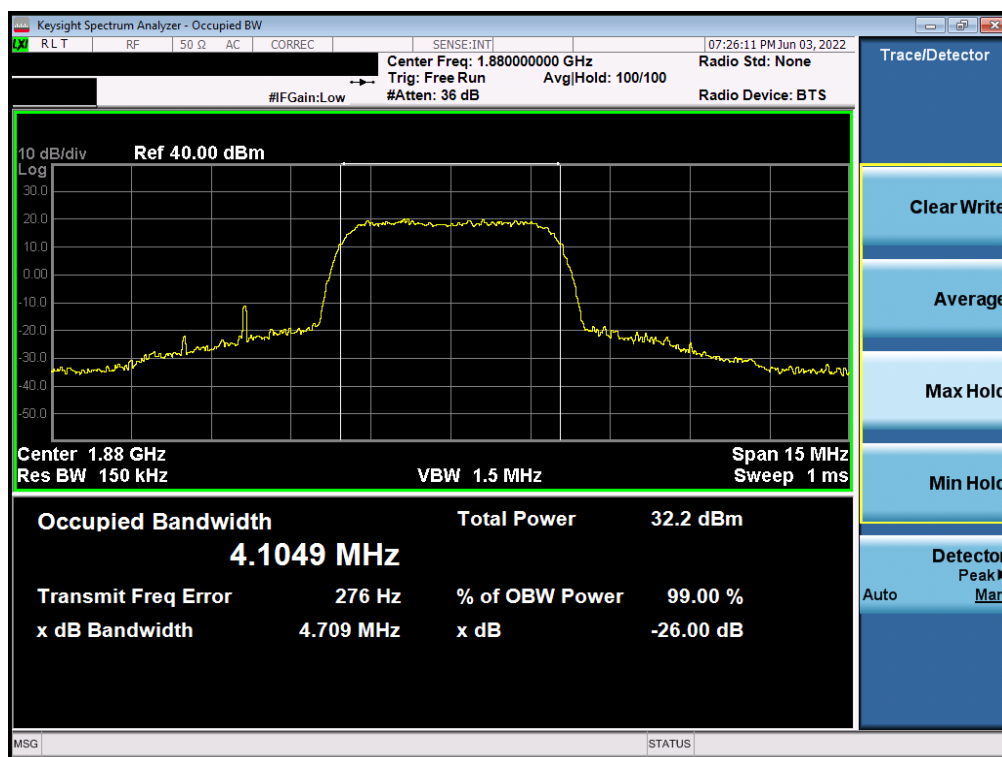 Keysight Spectrum Analyzer - Occupied BW
LXI RLT RF 50 Ω AC CORREC SENSE:INT 07:26:11 PM Jun 03, 2022
Center Freq: 1.880000000 GHz Radio Std: None
Trig: Free Run Avg|Hold: 100/100
#IFGain:Low #Atten: 36 dB Radio Device: BTS
Trace/Detector
10 dB/div Ref 40.00 dBm
Log
30.0
20.0
10.0
0.00
-10.0
-20.0
-30.0
-40.0
-50.0
Center 1.88 GHz Span 15 MHz
Res BW 150 kHz VBW 1.5 MHz Sweep 1 ms
Occupied Bandwidth Total Power 32.2 dBm
4.1049 MHz
Transmit Freq Error 276 Hz % of OBW Power 99.00 %
x dB Bandwidth 4.709 MHz x dB -26.00 dB
Clear Write
Average
Max Hold
Min Hold
Detector
Peak
Auto Man
MSG STATUS